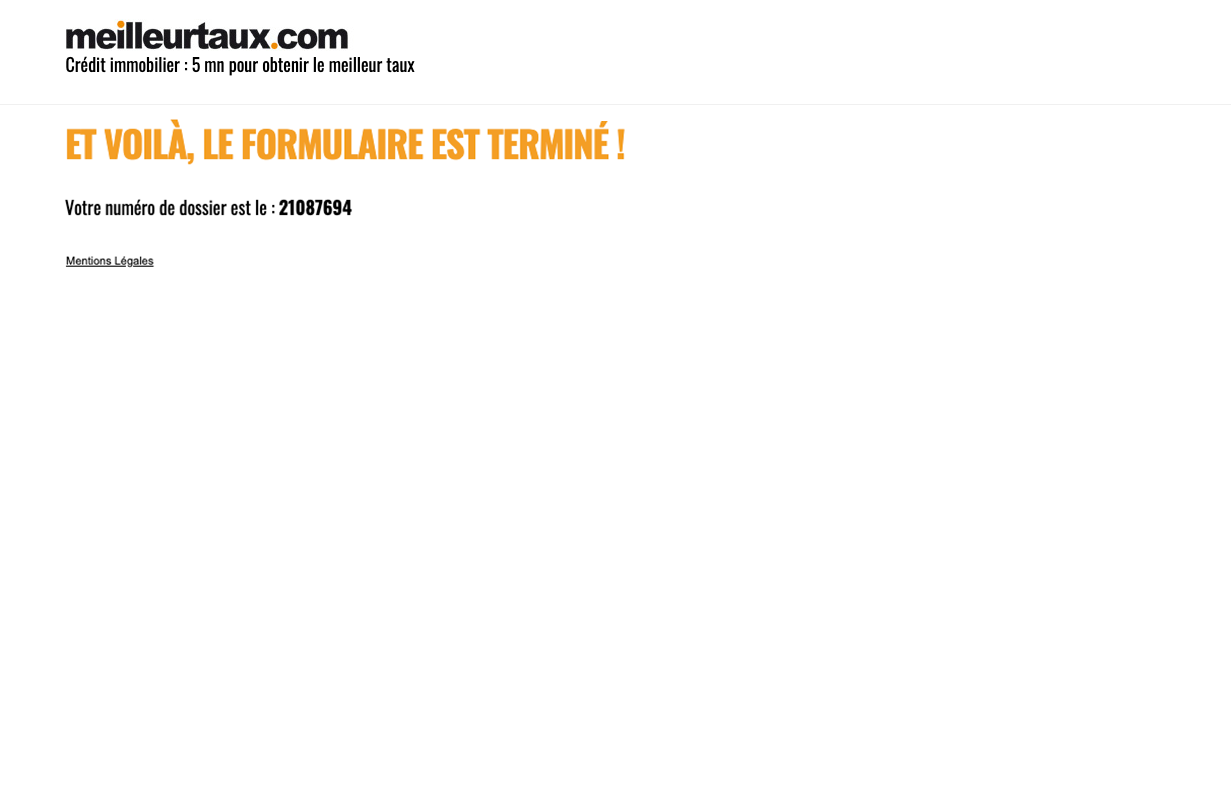 meilleurtaux.com
Crédit immobilier : 5 mn pour obtenir le meilleur taux
ET VOILÀ, LE FORMULAIRE EST TERMINÉ !
Votre numéro de dossier est le : 21087694
Mentions Légales